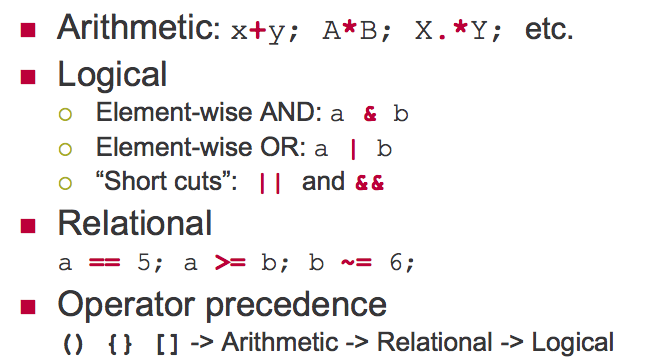 Arithmetic: x+y; A*B; X.*Y; etc.
Logical
Element-wise AND: a & b
Element-wise OR: a | b
“Short cuts”: || and &&
Relational
a == 5; a >= b; b ~= 6;
Operator precedence
() {} [] -> Arithmetic -> Relational -> Logical